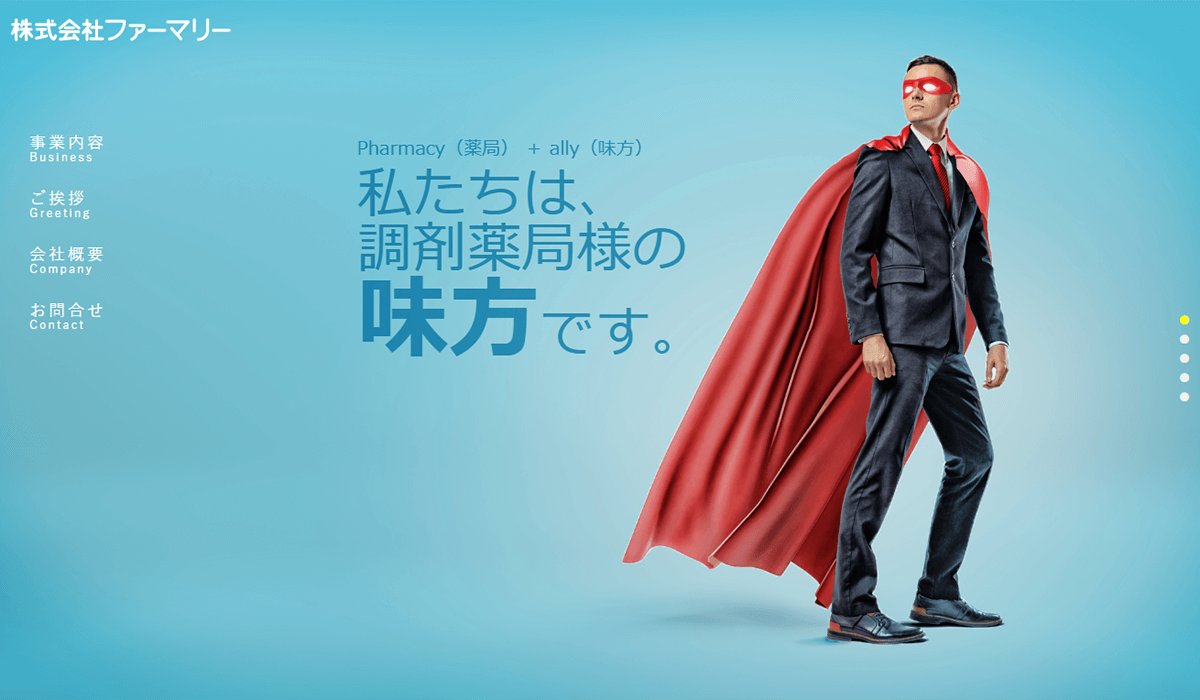 株式会社ファーマリー
事業内容
Business
ご挨拶
Greeting
会社概要
Company
お問合せ
Contact
Pharmacy（薬局） + ally（味方）
私たちは、
調剤薬局様の
味方です。